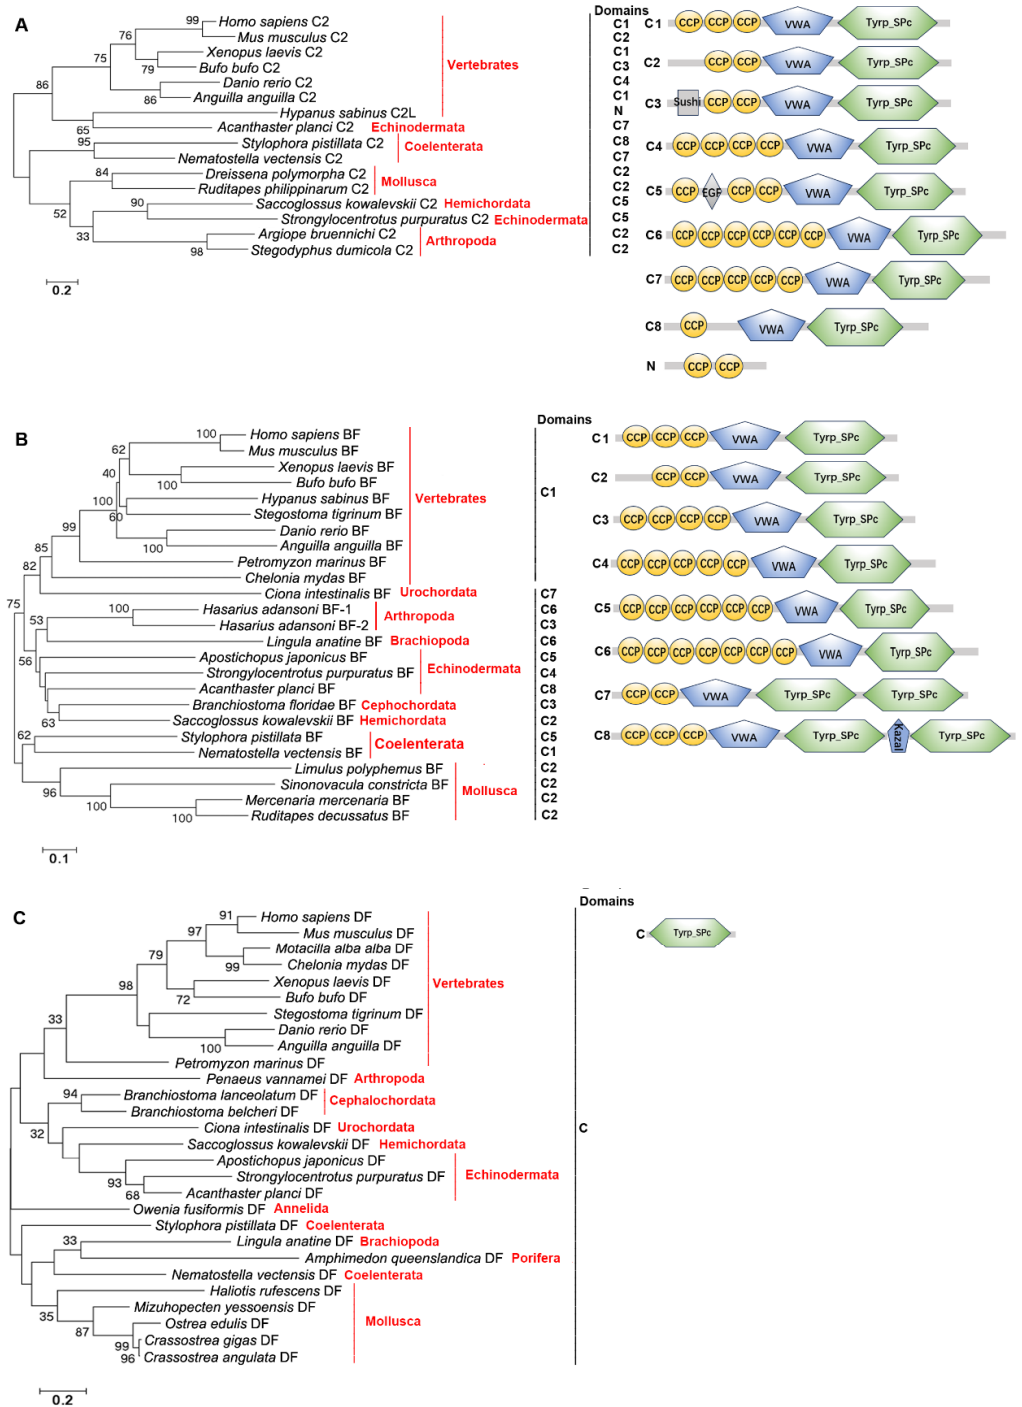 A
Homo sapiens C2
Mus musculus C2
Xenopus laevis C2
Bufo bufo C2
Danio rerio C2
Anguilla anguilla C2
Hypanus sabinus C2L
Acanthaster planci C2 Echinodermata
Stylophora pistillata C2
Nematostella vectensis C2
Dreissena polymorpha C2
Ruditapes philippinarum C2
Saccoglossus kowalevskii C2 Hemichordata
Strongylocentrotus purpuratus C2 Echinodermata
Argiope bruennichi C2
Stegodyphus dumicola C2
Vertebrates
Coelenterata
Mollusca
Arthropoda
99
76
75
79
86
86
65
95
84
90
52
33
98
0.2
Domains
C1
C2
C1
C3
C4
C1
N
C7
C8
C7
C2
C2
C5
C5
C2
C2
C1 CCP CCP CCP VWA Tyrp_SPc
C2 CCP CCP VWA Tyrp_SPc
C3 Sushi CCP CCP VWA Tyrp_SPc
C4 CCP CCP CCP CCP VWA Tyrp_SPc
C5 CCP EGF CCP CCP VWA Tyrp_SPc
C6 CCP CCP CCP CCP CCP CCP VWA Tyrp_SPc
C7 CCP CCP CCP CCP CCP VWA Tyrp_SPc
C8 CCP VWA Tyrp_SPc
N CCP CCP
B
Homo sapiens BF
Mus musculus BF
Xenopus laevis BF
Bufo bufo BF
Hypanus sabinus BF
Stegostoma tigrinum BF
Danio rerio BF
Anguilla anguilla BF
Petromyzon marinus BF
Chelonia mydas BF
Ciona intestinalis BF Urochordata
Hasarius adansoni BF-1
Hasarius adansoni BF-2
Lingula anatine BF Brachiopoda
Apostichopus japonicus BF
Strongylocentrotus purpuratus BF
Acanthaster planci BF
Branchiostoma floridae BF Cephochordata
Saccoglossus kowalevskii BF Hemichordata
Stylophora pistillata BF
Nematostella vectensis BF
Limulus polyphemus BF
Sinonovacula constricta BF
Mercenaria mercenaria BF
Ruditapes decussatus BF
Vertebrates
Arthropoda
Echinodermata
Coelenterata
Mollusca
100
62
40
100
100
60
99
100
85
82
75
100
53
56
63
62
96
100
100
0.1
Domains
C1
C7
C6
C3
C6
C5
C4
C8
C3
C2
C5
C1
C2
C2
C2
C2
C1 CCP CCP CCP VWA Tyrp_SPc
C2 CCP CCP VWA Tyrp_SPc
C3 CCP CCP CCP CCP VWA Tyrp_SPc
C4 CCP CCP CCP CCP CCP VWA Tyrp_SPc
C5 CCP CCP CCP CCP CCP CCP VWA Tyrp_SPc
C6 CCP CCP CCP CCP CCP CCP CCP VWA Tyrp_SPc
C7 CCP CCP VWA Tyrp_SPc Tyrp_SPc
C8 CCP CCP CCP VWA Tyrp_SPc Kazal Tyrp_SPc
C
Homo sapiens DF
Mus musculus DF
Motacilla alba alba DF
Chelonia mydas DF
Xenopus laevis DF
Bufo bufo DF
Stegostoma tigrinum DF
Danio rerio DF
Anguilla anguilla DF
Petromyzon marinus DF
Penaeus vannamei DF Arthropoda
Branchiostoma lanceolatum DF
Branchiostoma belcheri DF
Ciona intestinalis DF Urochordata
Saccoglossus kowalevskii DF Hemichordata
Apostichopus japonicus DF
Strongylocentrotus purpuratus DF
Acanthaster planci DF
Owenia fusiformis DF Annelida
Stylophora pistillata DF Coelenterata
Lingula anatine DF Brachiopoda
Amphimedon queenslandica DF Porifera
Nematostella vectensis DF Coelenterata
Haliotis rufescens DF
Mizuhopecten yessoensis DF
Ostrea edulis DF
Crassostrea gigas DF
Crassostrea angulata DF
Vertebrates
Cephalochordata
Echinodermata
Mollusca
91
97
79
99
98
72
33
100
94
32
93
68
33
35
87
99
96
0.2
Domains
C
C Tyrp_SPc